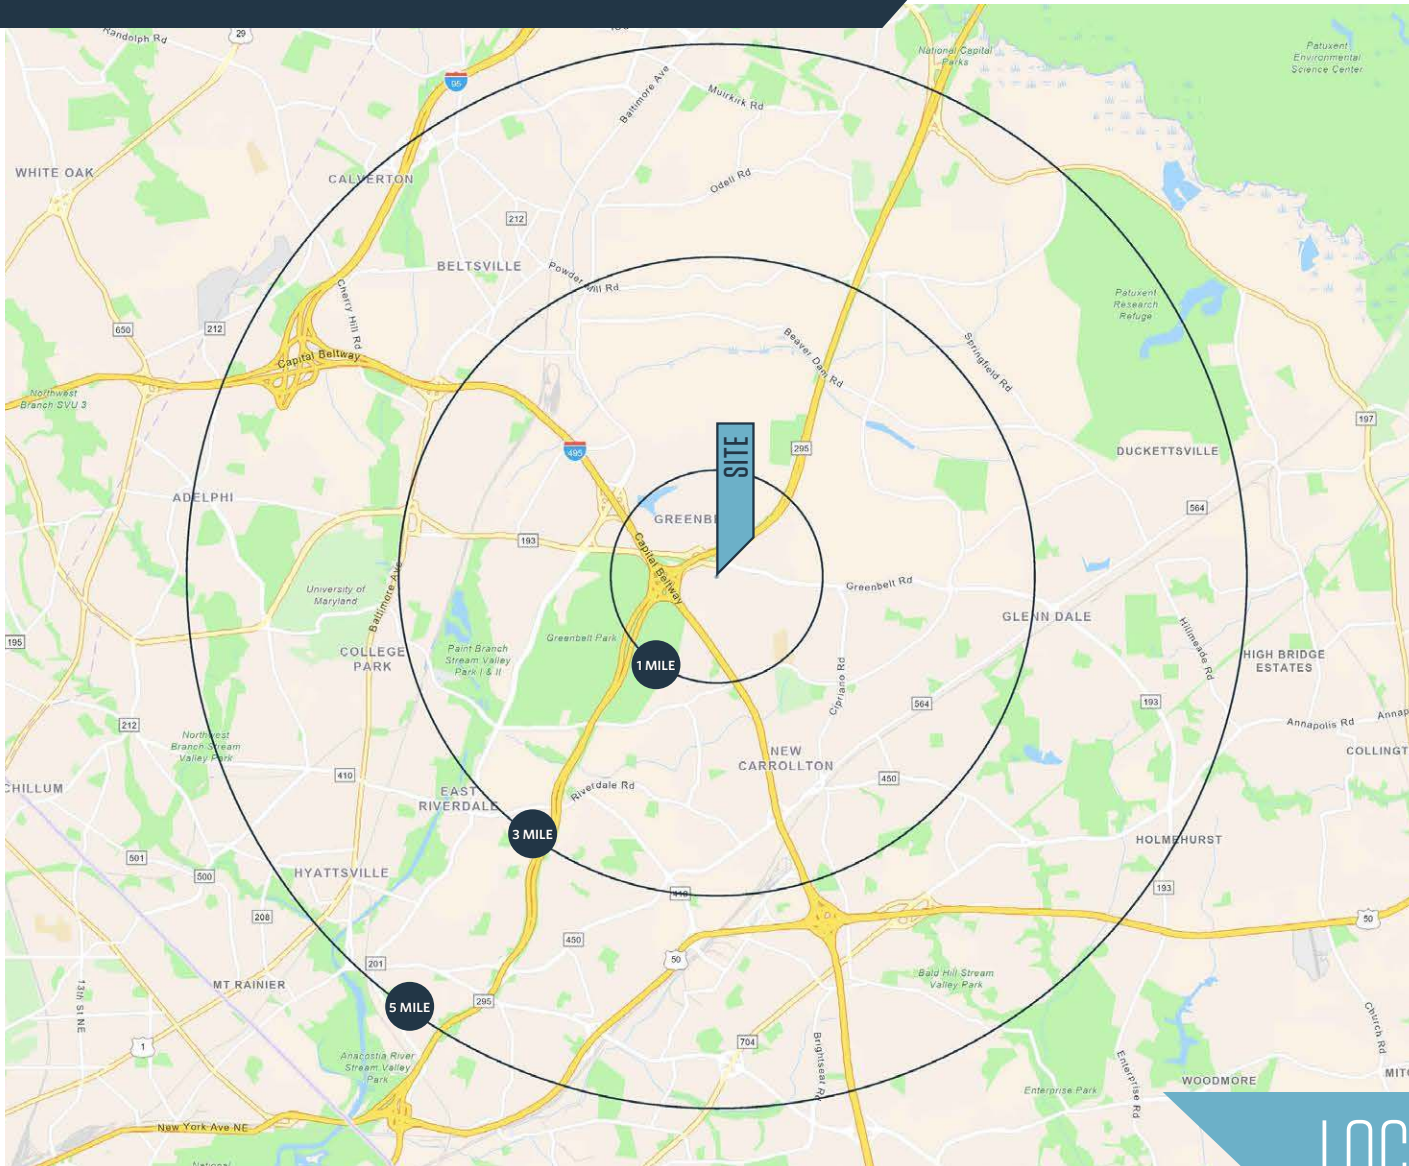 Randolph Rd
29
95
Baltimore Ave
Muirkirk Rd
National Capital
Parks
Patuxent
Environmental
Science Center
WHITE OAK
CALVERTON
Odell Rd
212
BELTSVILLE
Powder Mill Rd
Cherry Hill Rd
650
212
Capital Beltway
Patuxent
Research
Refuge
Beaver Dam Rd
Springfield Rd
Northwest
Branch SVU 3
197
495
SITE
295
DUCKETTSVILLE
ADELPHI
564
GREENBE
193
Capital Beltway
University of
Maryland
Baltimore Ave
Greenbelt Rd
GLENN DALE
195
Greenbelt Park
Paint Branch
Stream Valley
Park I & II
COLLEGE
PARK
1 MILE
Hillmeade Rd
HIGH BRIDGE
ESTATES
Cipriano Rd
564
193
212
Northwest
Branch Stream
Valley Park
Annapolis Rd
Annap
NEW
CARROLLTON
COLLINGT
410
450
CHILLUM
EAST
RIVERDALE
Riverdale Rd
3 MILE
HOLMEHURST
501
500
HYATTSVILLE
410
193
208
50
450
201
50
MT RAINIER
Bald Hill Stream
Valley Park
13th St NE
5 MILE
295
1
704
Church Rd
Anacostia River
Stream Valley
Park
Brightseat Rd
Enterprise Rd
WOODMORE
MIT
Enterprise Park
New York Ave NE
National
LOC